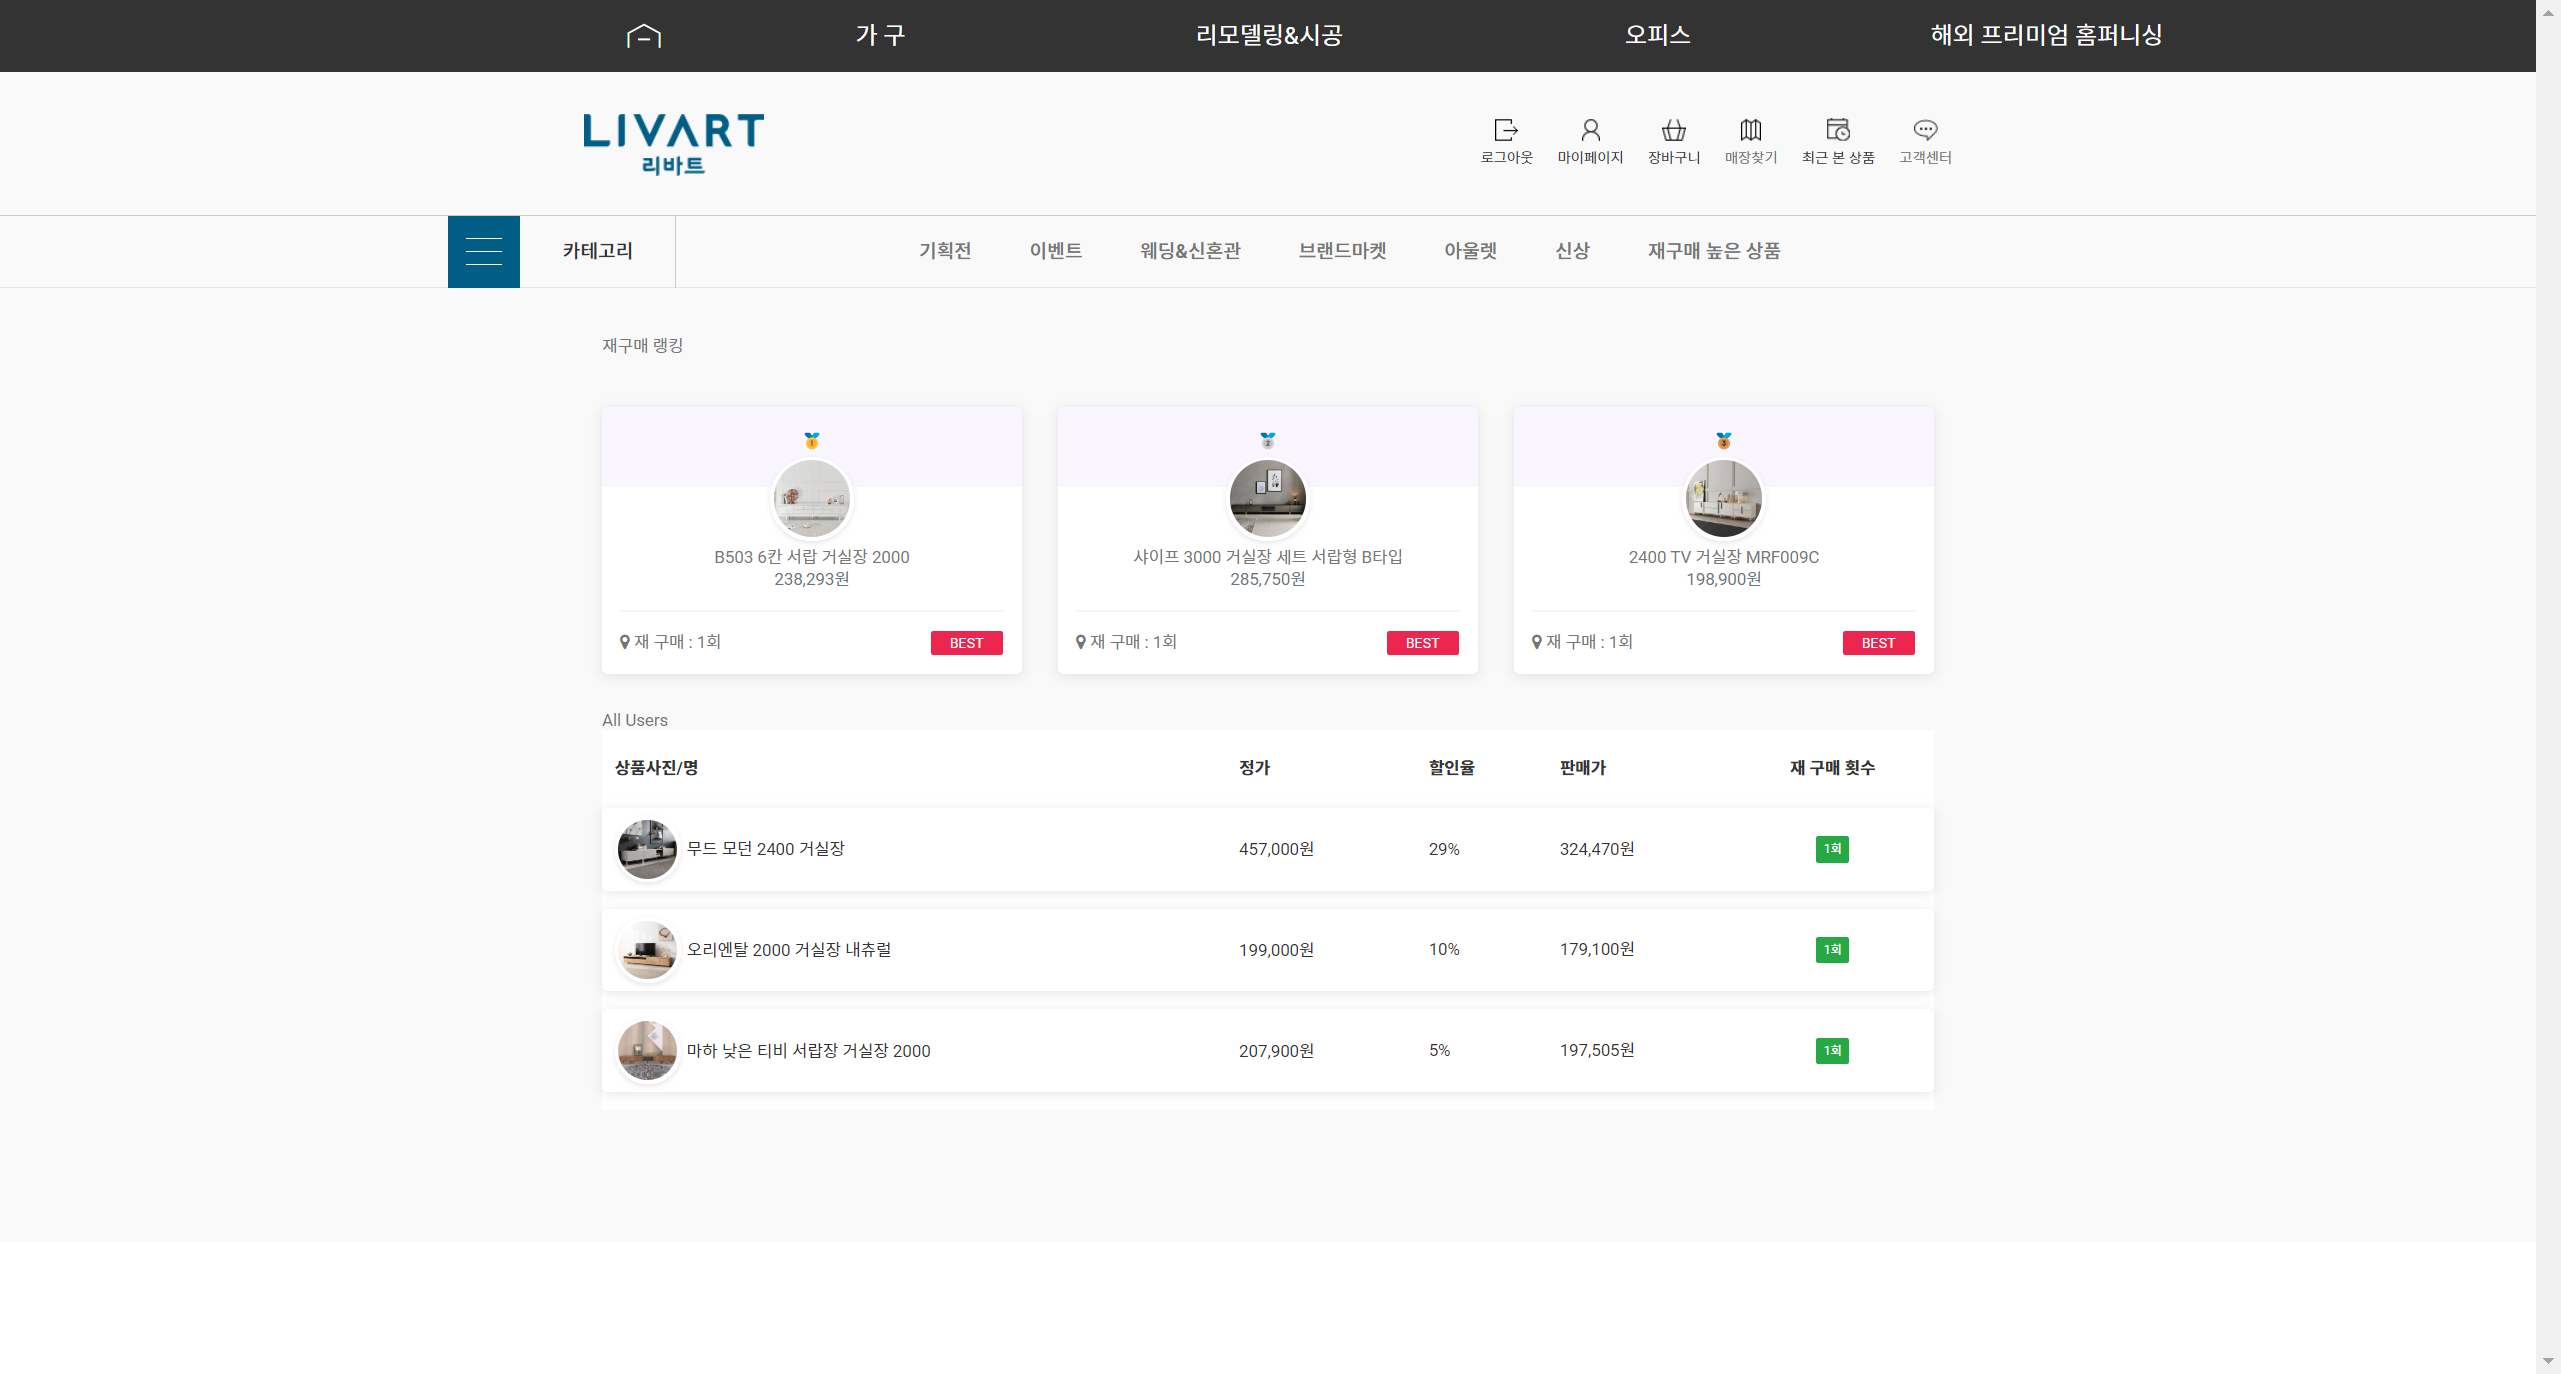 가 구
리모델링&시공
오피스
해외 프리미엄 홈퍼니싱
LIVART
리바트
로그아웃
마이페이지
장바구니
매장찾기
최근 본 상품
고객센터
카테고리
기획전
이벤트
웨딩&신혼관
브랜드마켓
아울렛
신상
재구매 높은 상품
재구매 랭킹
1
B503 6칸 서랍 거실장 2000
238,293원
재 구매 : 1회
BEST
2
샤이프 3000 거실장 세트 서랍형 B타입
285,750원
재 구매 : 1회
BEST
3
2400 TV 거실장 MRF009C
198,900원
재 구매 : 1회
BEST
All Users
상품사진/명 정가 할인율 판매가 재 구매 횟수
무드 모던 2400 거실장 457,000원 29% 324,470원 1회
오리엔탈 2000 거실장 내츄럴 199,000원 10% 179,100원 1회
마하 낮은 티비 서랍장 거실장 2000 207,900원 5% 197,505원 1회